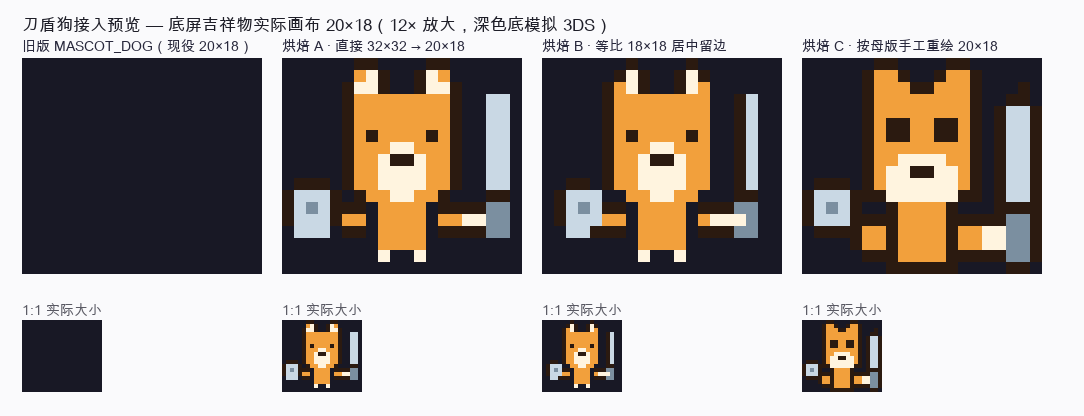 刀盾狗接入预览 — 底屏吉祥物实际画布 20×18 ( 12× 放大，深色底模拟 3DS )
旧版 MASCOT_DOG ( 现役 20×18 )
烘焙 A · 直接 32×32 → 20×18
烘焙 B · 等比 18×18 居中留边
烘焙 C · 按母版手工重绘 20×18
1:1 实际大小
1:1 实际大小
1:1 实际大小
1:1 实际大小